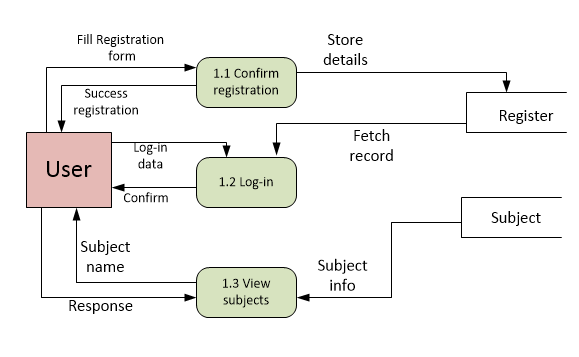 Fill Registration
form
Store
details
1.1 Confirm
registration
Success
registration
Register
Log-in
data
Fetch
record
User
1.2 Log-in
Confirm
Subject
Subject
name
Subject
info
1.3 View
subjects
Response